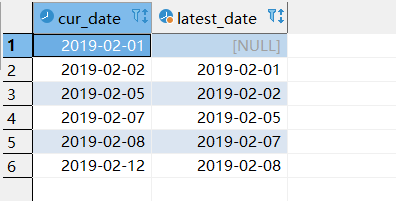 cur_date latest_date
1 2019-02-01 [NULL]
2 2019-02-02 2019-02-01
3 2019-02-05 2019-02-02
4 2019-02-07 2019-02-05
5 2019-02-08 2019-02-07
6 2019-02-12 2019-02-08